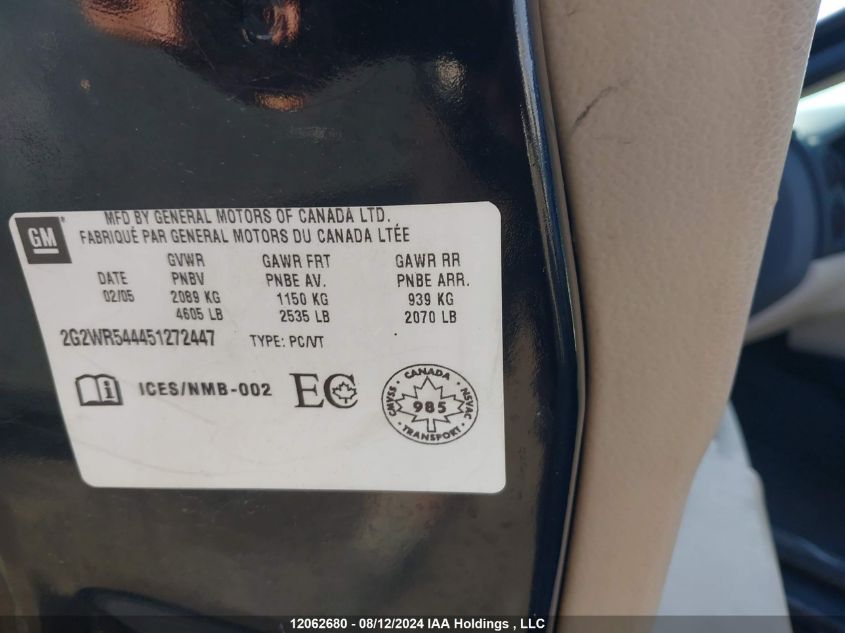 GM
MFD BY GENERAL MOTORS OF CANADA LTD.
FABRIQUÉ PAR GENERAL MOTORS DU CANADA LTÉE
GVWR GAWR FRT GAWR RR
DATE PNBV PNBE AV. PNBE ARR.
02/05 2089 KG 1150 KG 939 KG
4605 LB 2535 LB 2070 LB
2G2WR544451272447 TYPE: PC/VT
ICES/NMB-002 EC
CANADA
CMVSS 985 NSVAC
TRANSPORT
12062680 - 08/12/2024 IAA Holdings , LLC